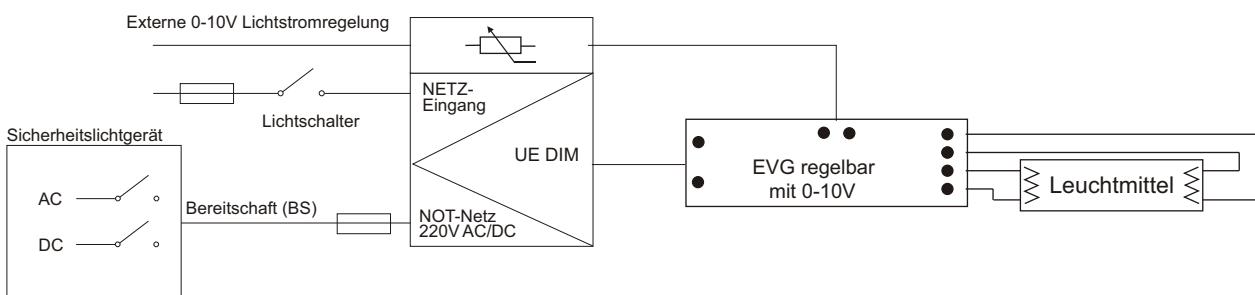 Externe 0-10V Lichtstromregelung
NETZ-
Eingang
Lichtschalter
Sicherheitslichtgerät
UE DIM
EVG regelbar
mit 0-10V
Leuchtmittel
AC
Bereitschaft (BS)
NOT-Netz
220V AC/DC
DC